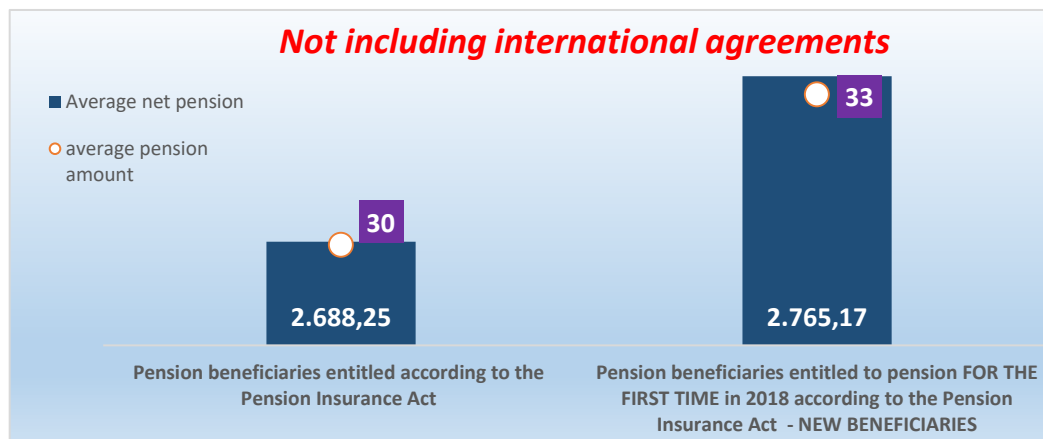 Not including international agreements
Average net pension
average pension
amount
33
30
2.688,25
2.765,17
Pension beneficiaries entitled according to the
Pension Insurance Act
Pension beneficiaries entitled to pension FOR THE
FIRST TIME in 2018 according to the Pension
Insurance Act - NEW BENEFICIARIES